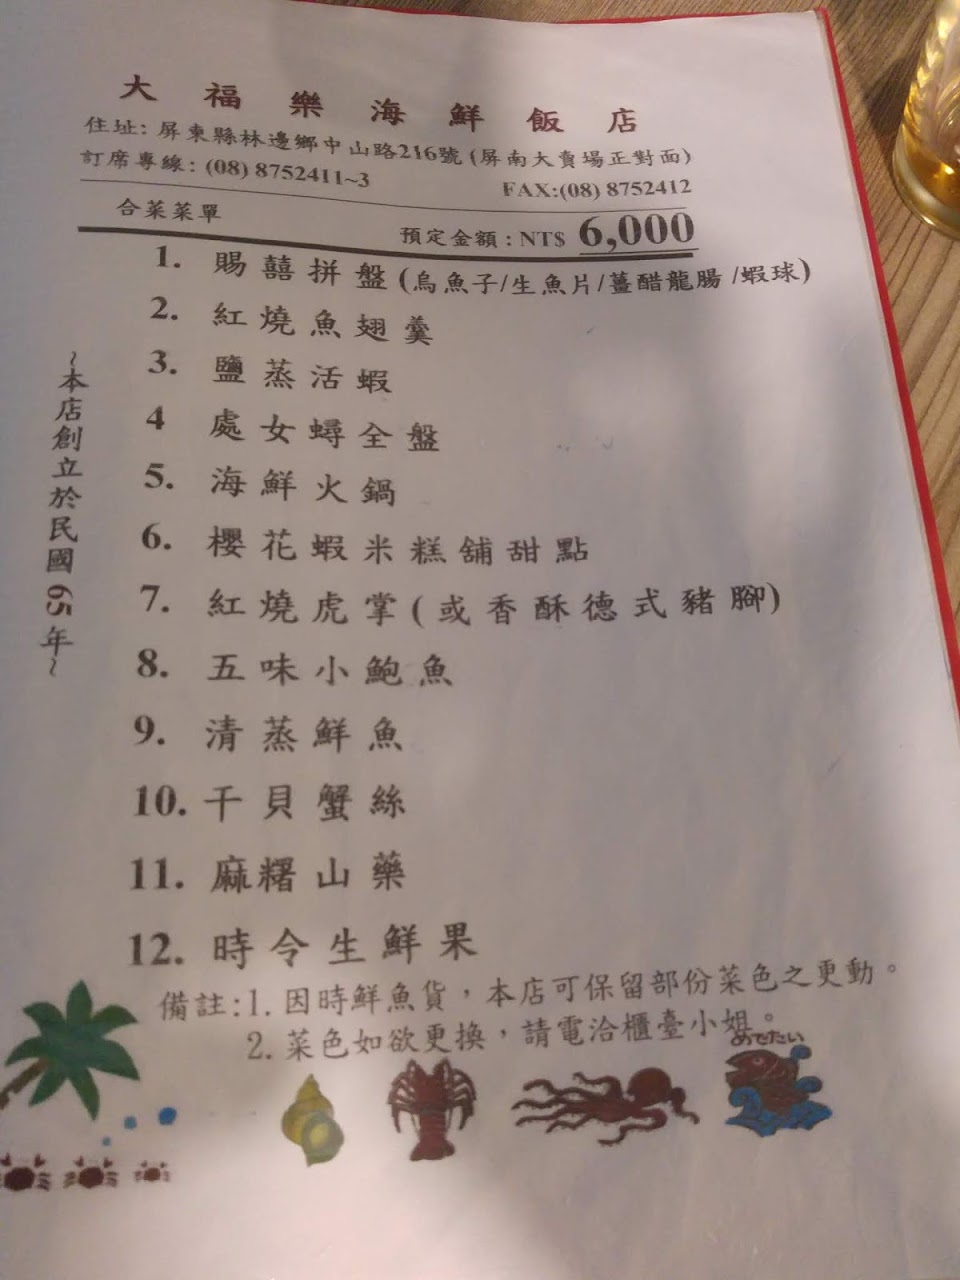 大福樂海鮮飯店
住址: 屏東縣林邊鄉中山路216號 (屏南大賣場正對面)
訂席專線: (08) 8752411~3
FAX:(08) 8752412
合菜菜單
預定金額:NT$ 6,000
1. 賜囍拼盤(烏魚子/生魚片/薑醋龍腸/蝦球)
2. 紅燒魚翅羹
3. 鹽蒸活蝦
4 處女蟳全盤
5. 海鮮火鍋
6. 櫻花蝦米糕舖甜點
7. 紅燒虎掌(或香酥德式豬腳)
8. 五味小鮑魚
9. 清蒸鮮魚
10. 干貝蟹絲
11. 麻糬山藥
12. 時令生鮮果
~本店創立於民國65年~
備註:1. 因時鮮魚貨，本店可保留部份菜色之更動。
2. 菜色如欲更換，請電洽櫃臺小姐。
めでたい